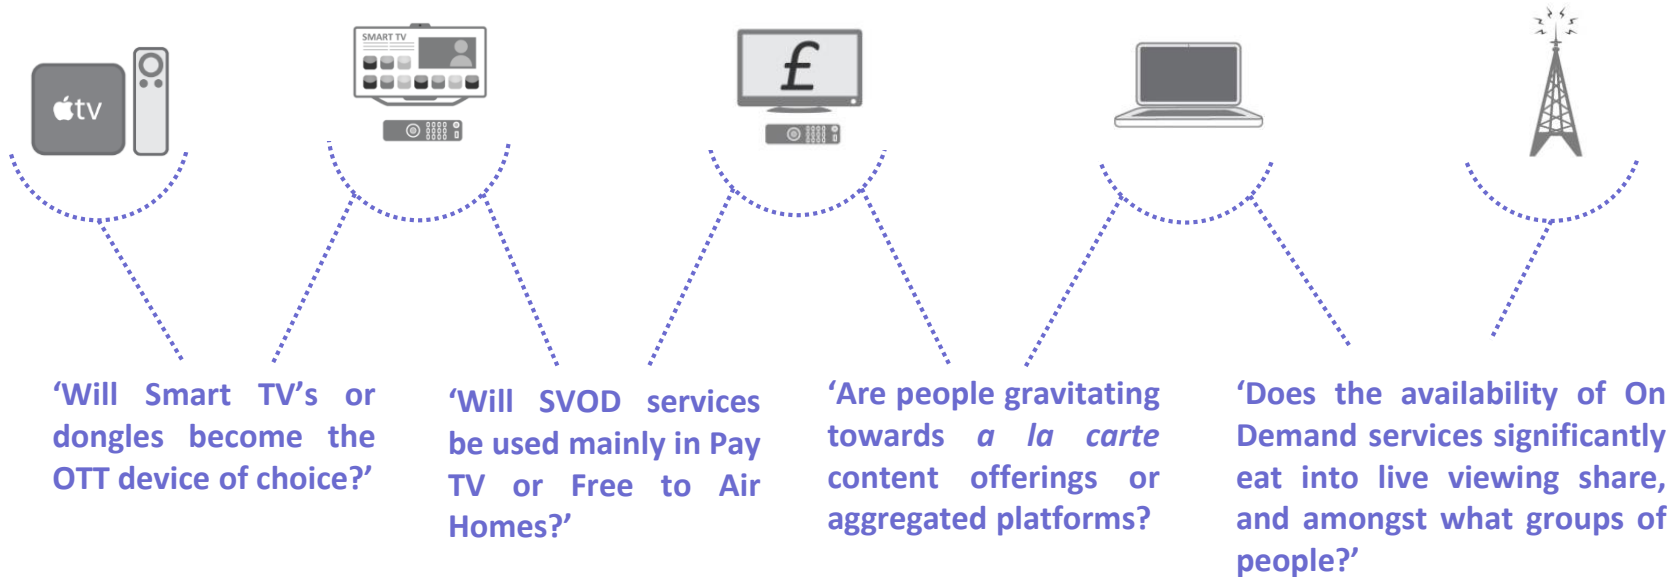 tv
SMART TV
£
‘Will Smart TV’s or
dongles become the
OTT device of choice?’
‘Will SVOD services
be used mainly in Pay
TV or Free to Air
Homes?’
‘Are people gravitating
towards a la carte
content offerings or
aggregated platforms?
‘Does the availability of On
Demand services significantly
eat into live viewing share,
and amongst what groups of
people?’